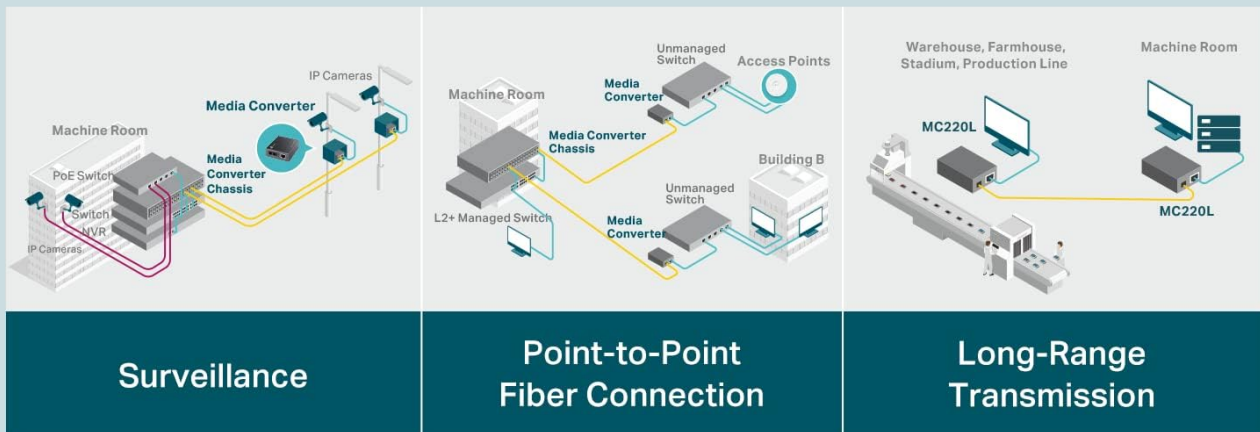 IP Cameras
Media Converter
Machine Room
PoE Switch
Media
Converter
Chassis
Switch
NVR
IP Cameras
Surveillance
Unmanaged
Switch
Access Points
Media
Converter
Machine Room
Media Converter
Chassis
Building B
Unmanaged
Switch
L2+ Managed Switch
Media
Converter
Point-to-Point
Fiber Connection
Warehouse, Farmhouse,
Stadium, Production Line
Machine Room
MC220L
MC220L
Long-Range
Transmission